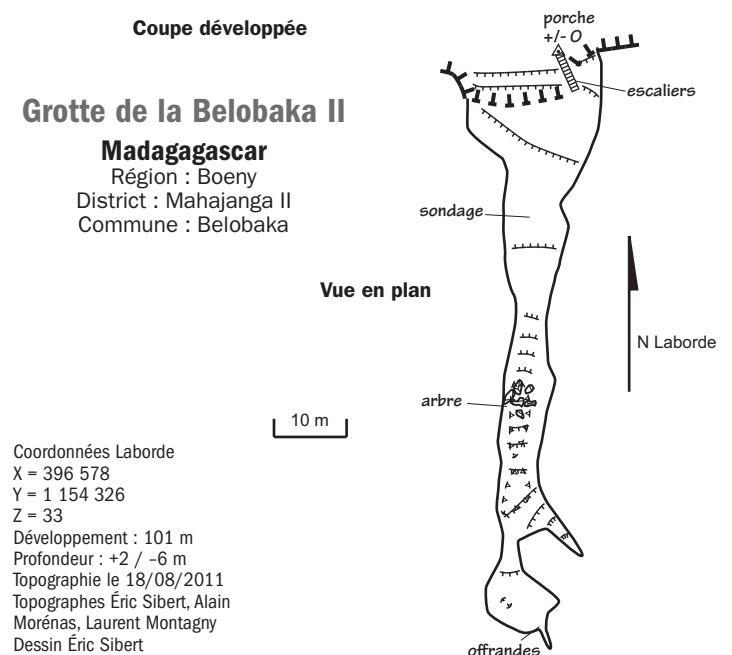 Coupe développée
Grotte de la Belobaka II
Madagagascar
Région : Boeny
District : Mahajanga II
Commune : Belobaka
porche
+/- O
escaliers
sondage
Vue en plan
N Laborde
arbre
10 m
Coordonnées Laborde
X = 396 578
Y = 1 154 326
Z = 33
Développement : 101 m
Profondeur : +2 / –6 m
Topographie le 18/08/2011
Topographes Éric Sibert, Alain
Morénas, Laurent Montagny
Dessin Éric Sibert
offrandes